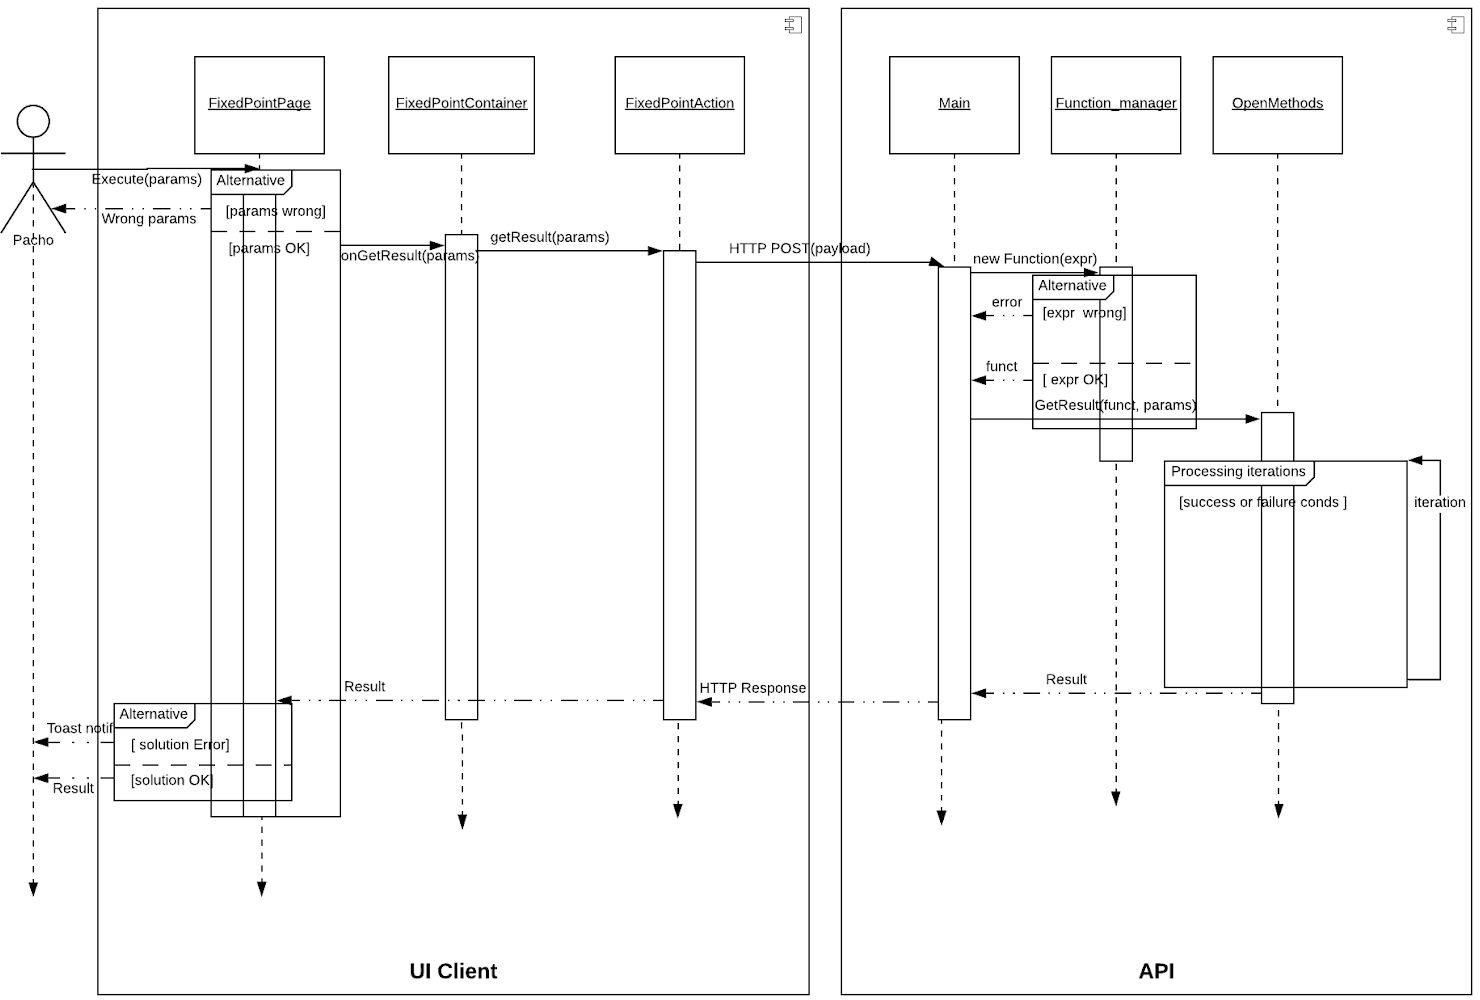 FixedPointPage
FixedPointContainer
FixedPointAction
Main
Function_manager
OpenMethods
Execute(params)
Alternative
Wrong params
[params wrong]
Pacho
[params OK]
onGetResult(params)
getResult(params)
HTTP POST(payload)
new Function(expr)
Alternative
error
[expr  wrong]
funct
[ expr OK]
GetResult(funct, params)
Processing iterations
[success or failure conds ]
iteration
Result
HTTP Response
Result
Alternative
Toast notif
[ solution Error]
[solution OK]
Result
UI Client
API